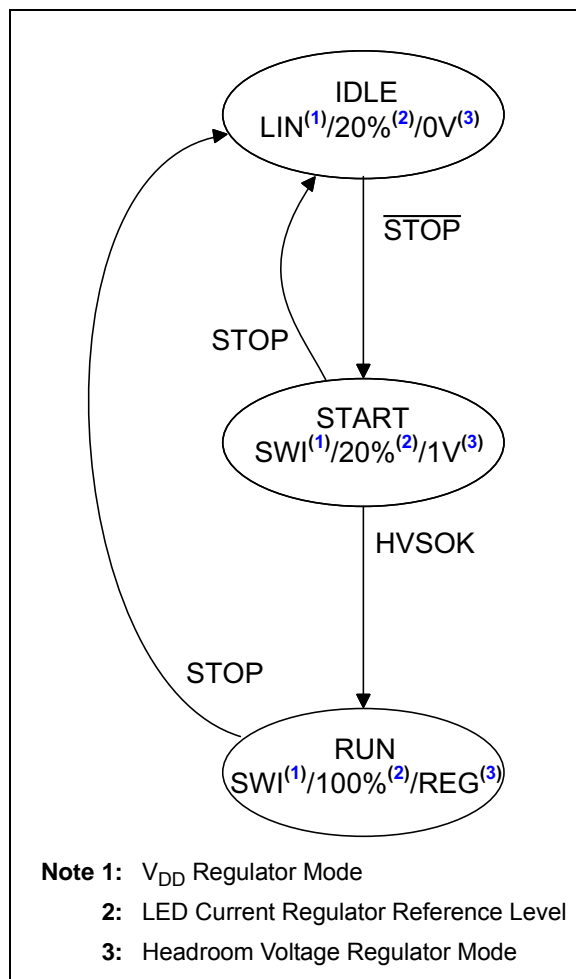 IDLE
LIN(1)/20%(2)/0V(3)
STOP
STOP
START
SWI(1)/20%(2)/1V(3)
HVSOK
STOP
RUN
SWI(1)/100%(2)/REG(3)
Note 1: VDD Regulator Mode
2: LED Current Regulator Reference Level
3: Headroom Voltage Regulator Mode